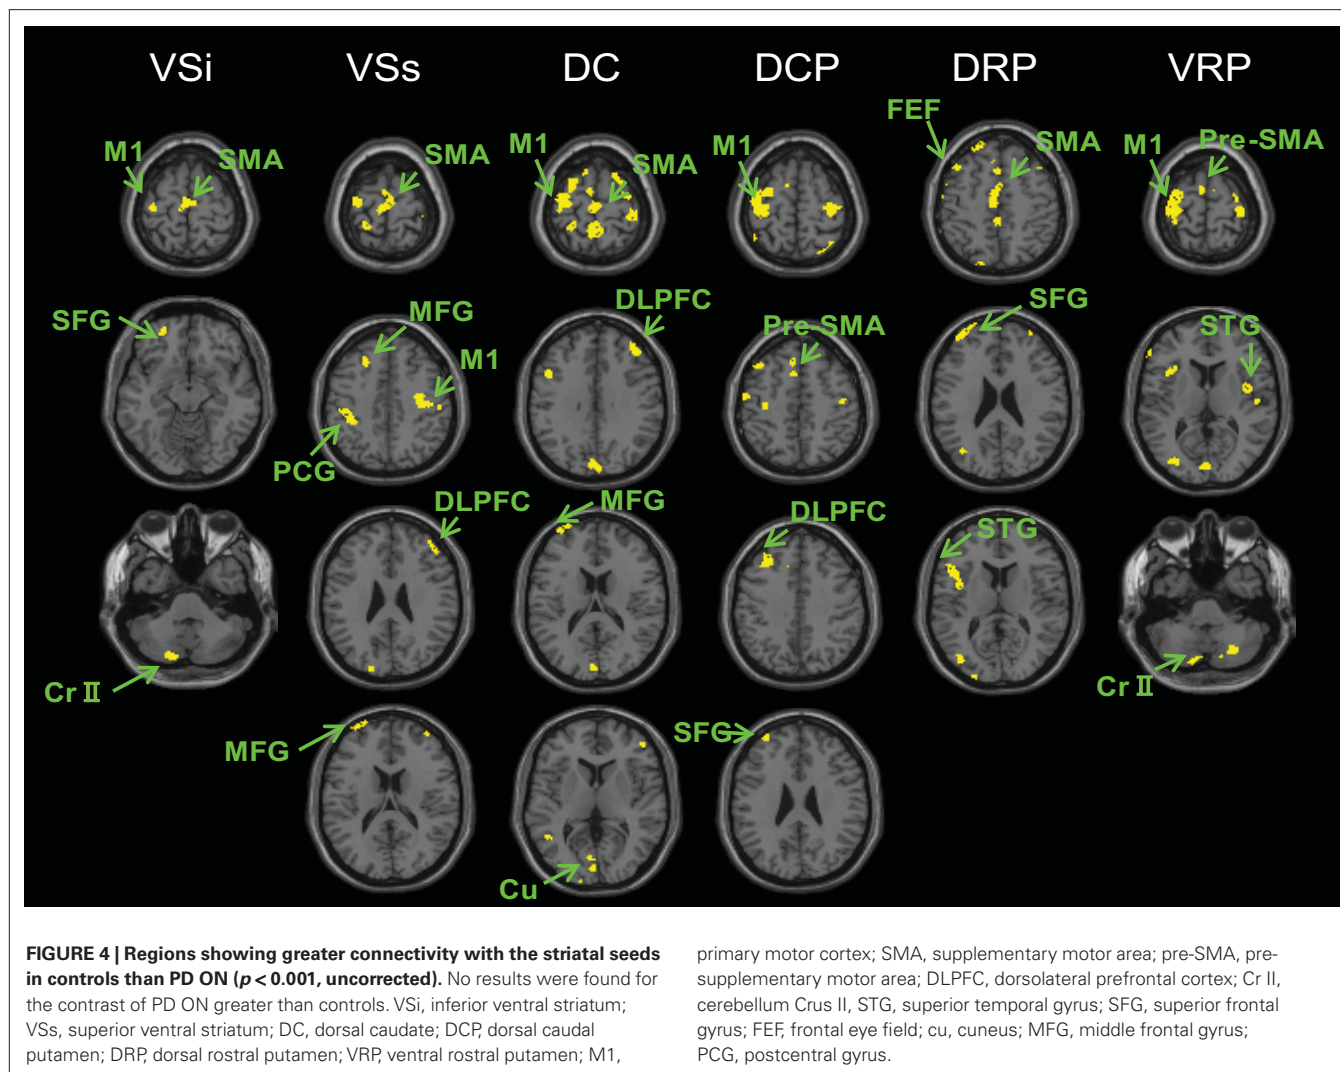 VSi VSs DC DCP DRP VRP
FEF
M1 SMA
SMA
M1 SMA
M1
SMA
M1 Pre-SMA
SFG
MFG
M1
PCG
DLPFC
Pre-SMA
SFG
STG
Cr II
DLPFC
MFG
DLPFC
STG
Cr II
MFG
Cu
SFG
FIGURE 4 | Regions showing greater connectivity with the striatal seeds
in controls than PD ON (p < 0.001, uncorrected). No results were found for
the contrast of PD ON greater than controls. VSi, inferior ventral striatum;
VSs, superior ventral striatum; DC, dorsal caudate; DCP, dorsal caudal
putamen; DRP, dorsal rostral putamen; VRP, ventral rostral putamen; M1,
primary motor cortex; SMA, supplementary motor area; pre-SMA, pre-
supplementary motor area; DLPFC, dorsolateral prefrontal cortex; Cr II,
cerebellum Crus II, STG, superior temporal gyrus; SFG, superior frontal
gyrus; FEF, frontal eye field; cu, cuneus; MFG, middle frontal gyrus;
PCG, postcentral gyrus.